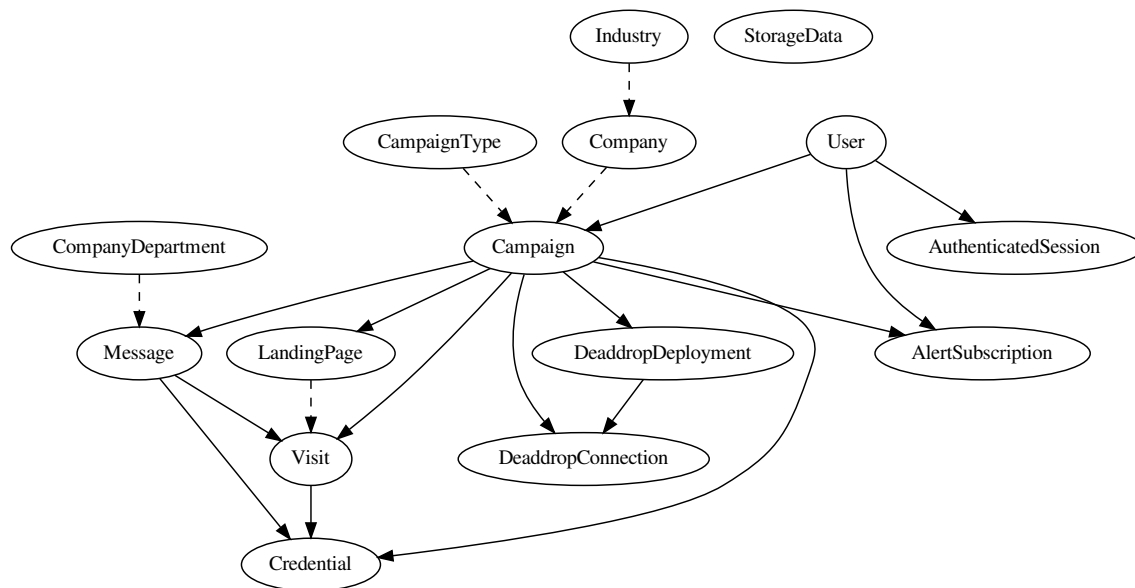 Industry
StorageData
CampaignType
Company
User
CompanyDepartment
Campaign
AuthenticatedSession
Message
LandingPage
DeaddropDeployment
AlertSubscription
Visit
DeaddropConnection
Credential